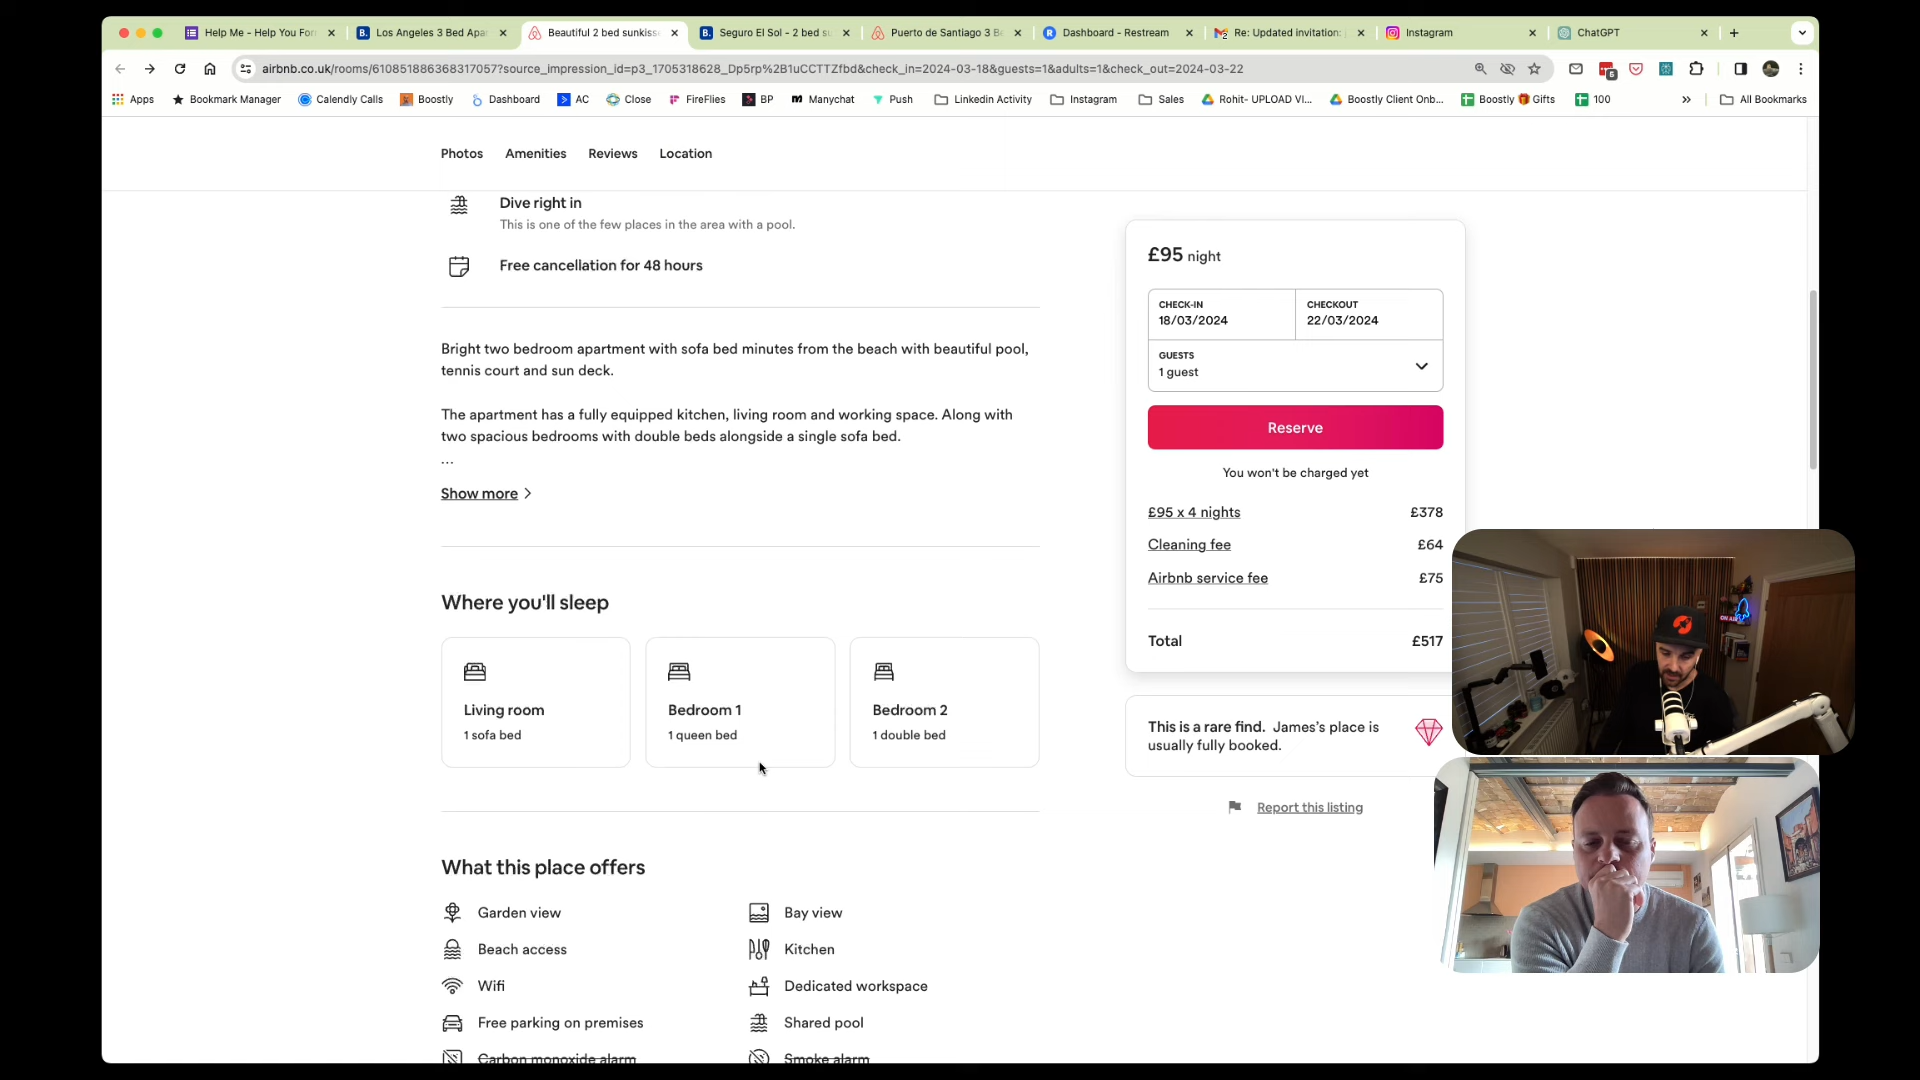 Help Me - Help You For
Los Angeles 3 Bed Apa
Beautiful 2 bed sunkiss
Seguro El Sol - 2 bed su
Puerto de Santiago 3 Be
Dashboard - Restream
Re: Updated invitation:
Instagram
ChatGPT
airbnb.co.uk/rooms/610851886368317057?source_impression_id=p3_1705318628_Dp5rp%2B1uCCTTZfbd&check_in=2024-03-18&guests=1&adults=1&check_out=2024-03-22
6
Apps
Bookmark Manager
Calendly Calls
Boostly
Dashboard
AC
Close
FireFlies
BP
Manychat
Push
Linkedin Activity
Instagram
Sales
Rohit- UPLOAD VI...
Boostly Client Onb...
Boostly 🎁 Gifts
100
»
All Bookmarks
Photos
Amenities
Reviews
Location
Dive right in
This is one of the few places in the area with a pool.
Free cancellation for 48 hours
Bright two bedroom apartment with sofa bed minutes from the beach with beautiful pool,
tennis court and sun deck.
The apartment has a fully equipped kitchen, living room and working space. Along with
two spacious bedrooms with double beds alongside a single sofa bed.
...
Show more
Where you'll sleep
Living room
1 sofa bed
Bedroom 1
1 queen bed
Bedroom 2
1 double bed
What this place offers
Garden view
Bay view
Beach access
Kitchen
Wifi
Dedicated workspace
Free parking on premises
Shared pool
Carbon monoxide alarm
Smoke alarm
£95 night
CHECK-IN
18/03/2024
CHECKOUT
22/03/2024
GUESTS
1 guest
Reserve
You won't be charged yet
£95 x 4 nights £378
Cleaning fee £64
Airbnb service fee £75
Total £517
This is a rare find. James's place is
usually fully booked.
Report this listing
ON AIR